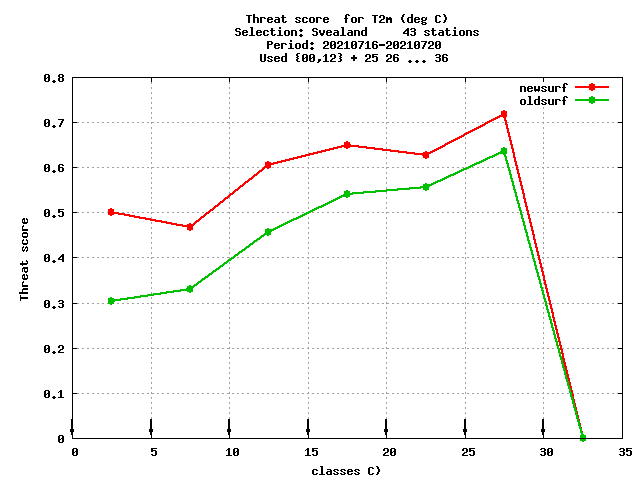 Threat score  for T2m (deg C)
Selection: Svealand     43 stations
Period: 20210716-20210720
Used {00,12} + 25 26 ... 36
newsurf
oldsurf
Threat score
0.8
0.7
0.6
0.5
0.4
0.3
0.2
0.1
0
0 5 10 15 20 25 30 35
classes C)